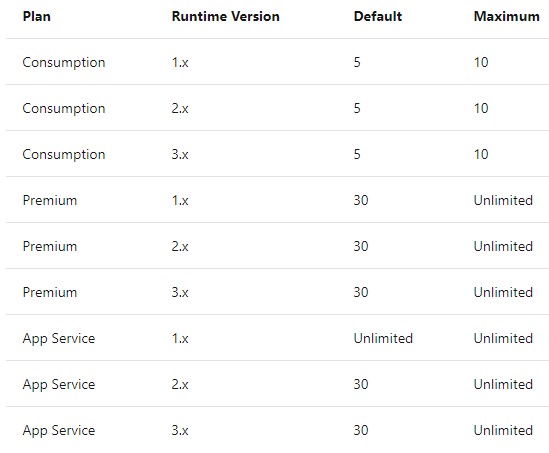 Plan Runtime Version Default Maximum
Consumption 1.x 5 10
Consumption 2.x 5 10
Consumption 3.x 5 10
Premium 1.x 30 Unlimited
Premium 2.x 30 Unlimited
Premium 3.x 30 Unlimited
App Service 1.x Unlimited Unlimited
App Service 2.x 30 Unlimited
App Service 3.x 30 Unlimited